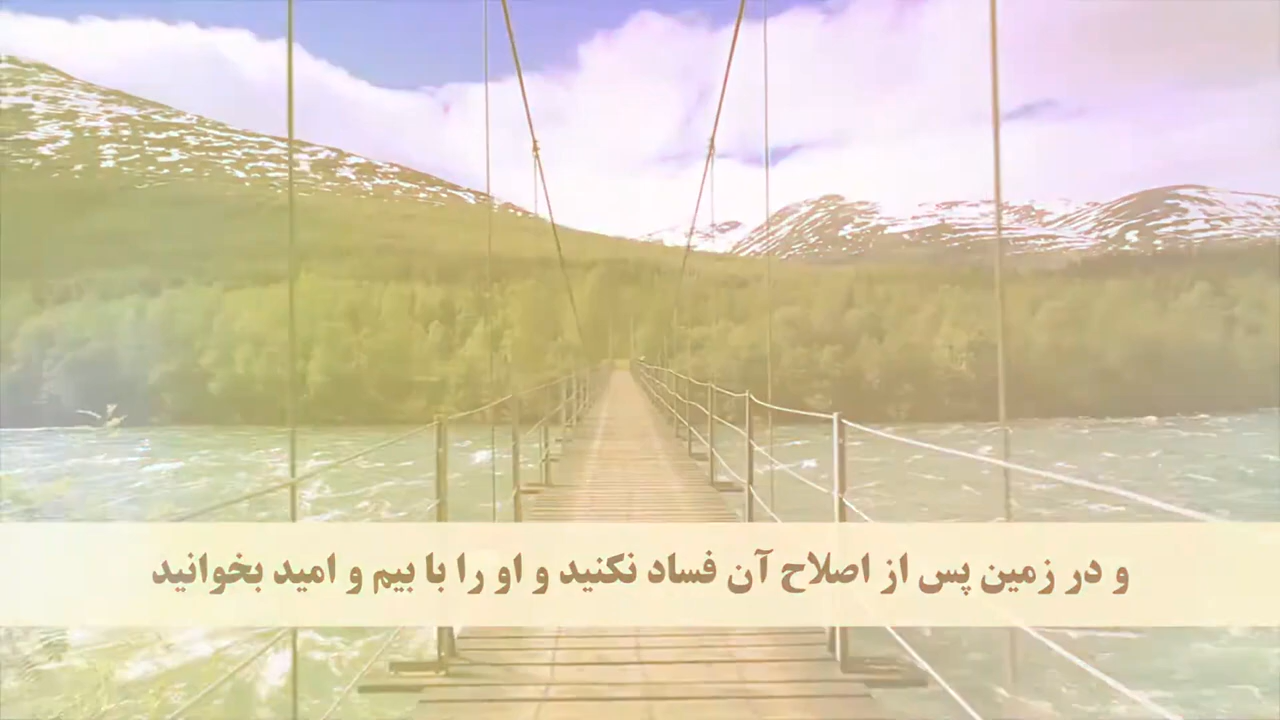 و در زمین پس از اصلاح آن فساد نکنید و او را با بیم و امید بخوانید